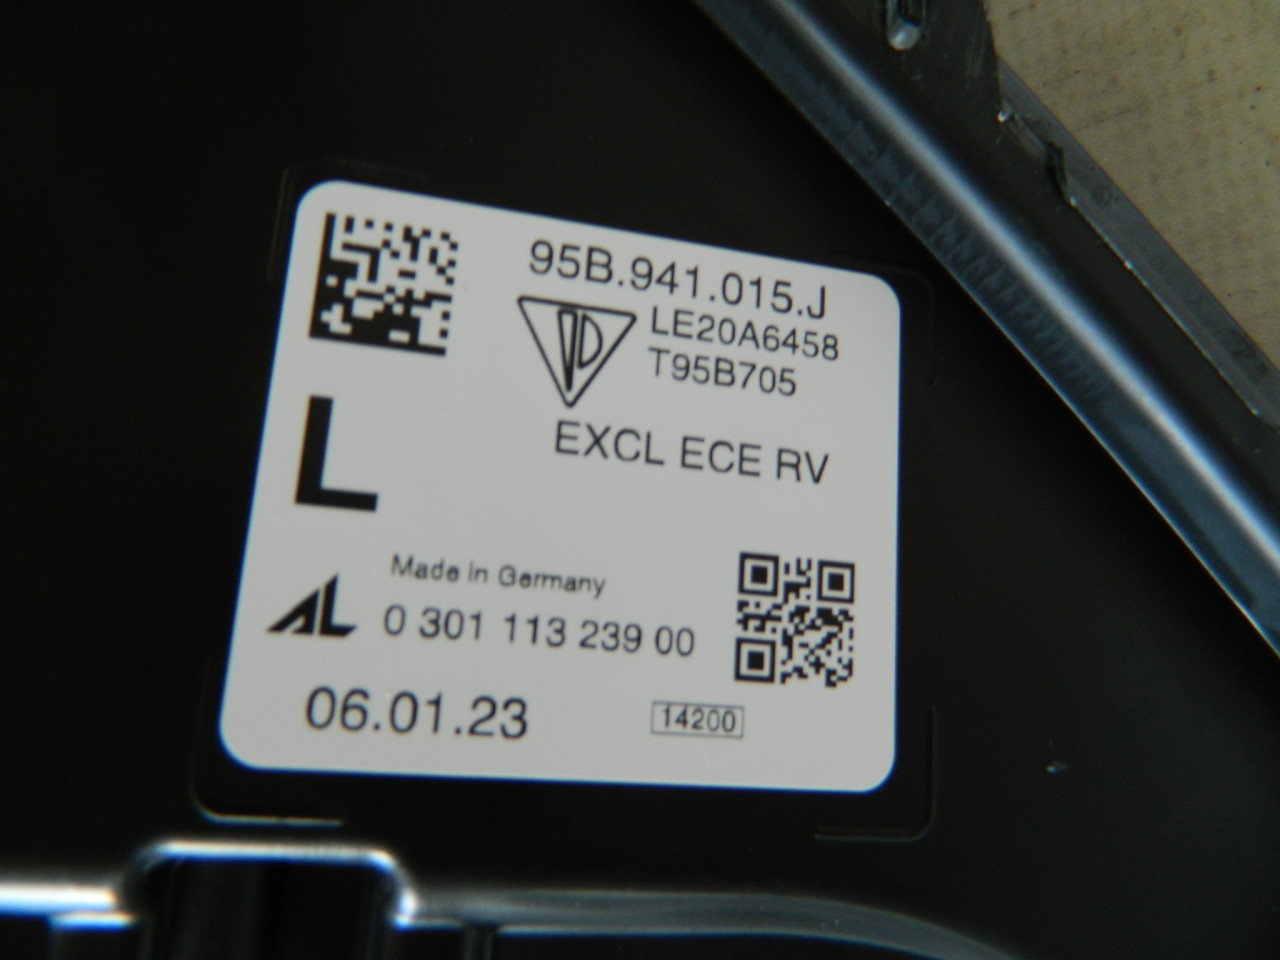 95B.941.015.J
LE20A6458
T95B705
EXCL ECE RV
L
Made in Germany
AL
0 301 113 239 00
06.01.23
14200